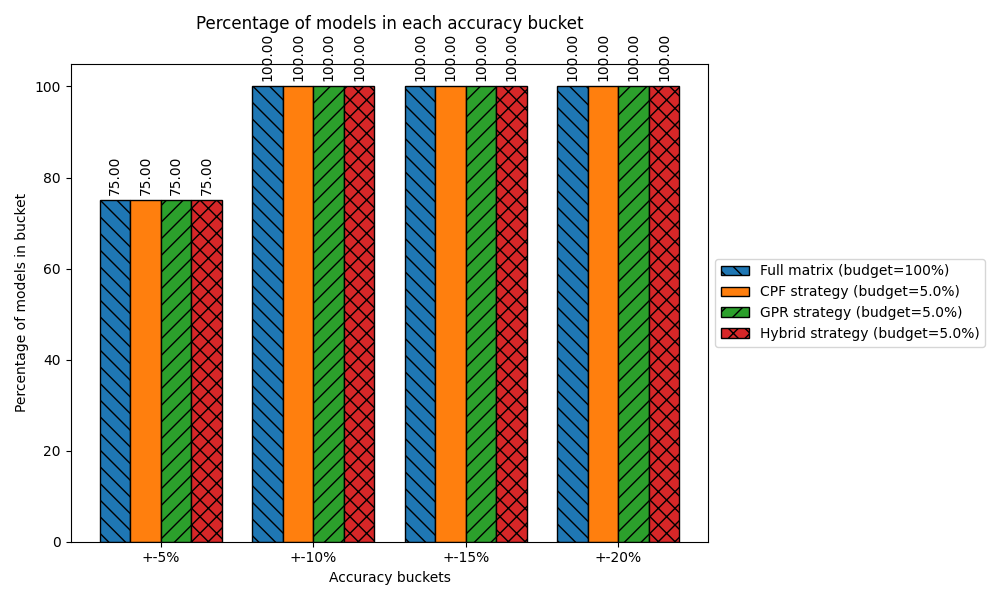 Percentage of models in each accuracy bucket
75.00 75.00 75.00 75.00
100.00 100.00 100.00 100.00
100.00 100.00 100.00 100.00
100.00 100.00 100.00 100.00
Percentage of models in bucket
100
80
60
40
20
0
+-5% +-10% +-15% +-20%
Accuracy buckets
Full matrix (budget=100%)
CPF strategy (budget=5.0%)
GPR strategy (budget=5.0%)
Hybrid strategy (budget=5.0%)